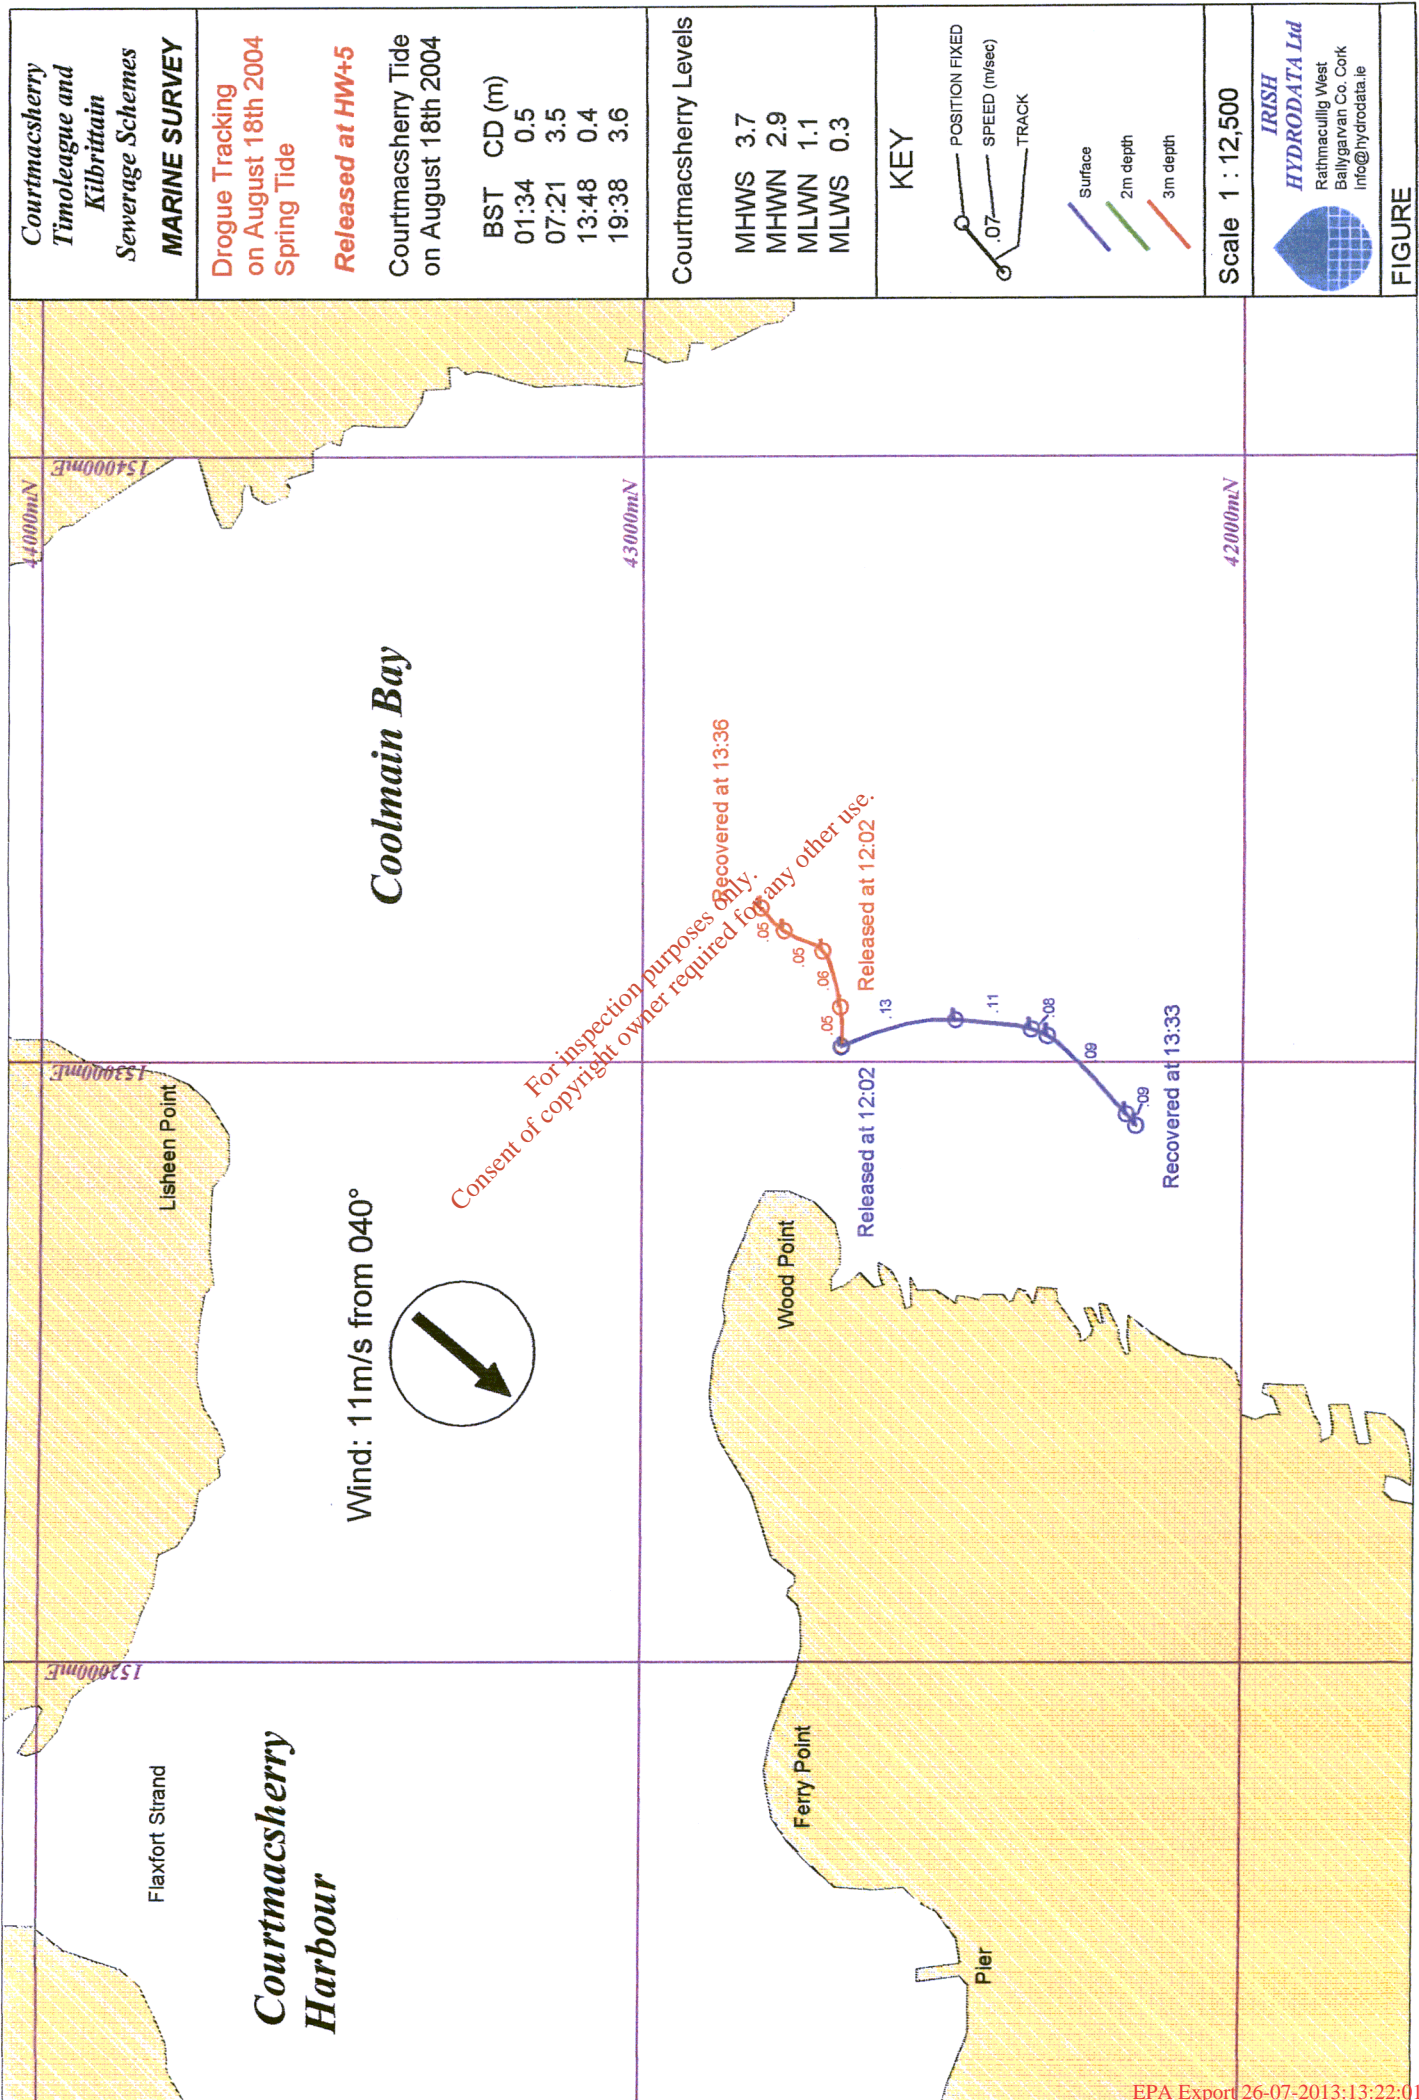 Courtmacsherry
Timoleague and
Kilbrittain
Sewerage Schemes
MARINE SURVEY
Drogue Tracking
on August 18th 2004
Spring Tide
Released at HW+5
Courtmacsherry Tide
on August 18th 2004
BST CD (m)
01:34 0.5
07:21 3.5
13:48 0.4
19:38 3.6
Courtmacsherry Levels
MHWS 3.7
MHWN 2.9
MLWN 1.1
MLWS 0.3
KEY
POSITION FIXED
.07
SPEED (m/sec)
TRACK
Surface
2m depth
3m depth
Scale 1 : 12,500
IRISH
HYDRODATA Ltd
Rathmacullig West
Ballygarvan Co. Cork
info@hydrodata.ie
FIGURE
44000mN
43000mN
42000mN
154000mE
153000mE
152000mE
Coolmain Bay
Lisheen Point
Wind: 11m/s from 040°
Flaxfort Strand
Courtmacsherry
Harbour
Ferry Point
Wood Point
Pier
Recovered at 13:36
.05
.05
.06
.05
Released at 12:02
Released at 12:02
.13
.11
.08
.09
.09
Recovered at 13:33
For inspection purposes only.
Consent of copyright owner required for any other use.
EPA Export 26-07-2013:13:22:01